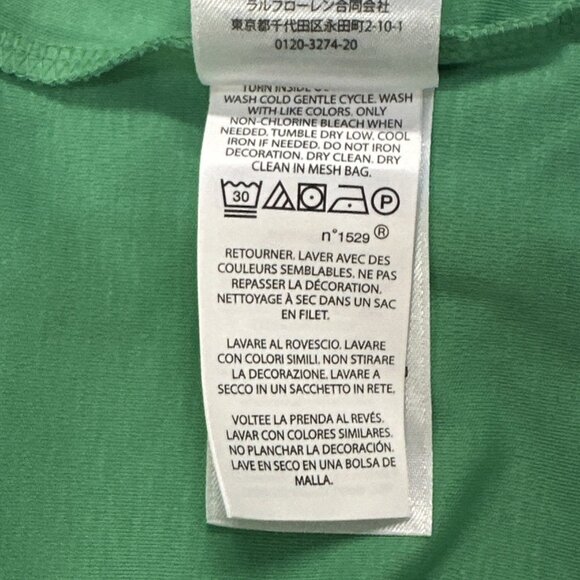 ラルフローレン合同会社
東京都千代田区永田町2-10-1
0120-3274-20
TURN INSIDE
WASH COLD GENTLE CYCLE. WASH
WITH LIKE COLORS. ONLY
NON-CHLORINE BLEACH WHEN
NEEDED. TUMBLE DRY LOW. COOL
IRON IF NEEDED. DO NOT IRON
DECORATION. DRY CLEAN. DRY
CLEAN IN MESH BAG.
30 P
n°1529 ®
RETOURNER. LAVER AVEC DES
COULEURS SEMBLABLES. NE PAS
REPASSER LA DÉCORATION.
NETTOYAGE À SEC DANS UN SAC
EN FILET.
LAVARE AL ROVESCIO. LAVARE
CON COLORI SIMILI. NON STIRARE
LA DECORAZIONE. LAVARE A
SECCO IN UN SACCHETTO IN RETE.
VOLTEE LA PRENDA AL REVÉS.
LAVAR CON COLORES SIMILARES.
NO PLANCHAR LA DECORACIÓN.
LAVE EN SECO EN UNA BOLSA DE
MALLA.